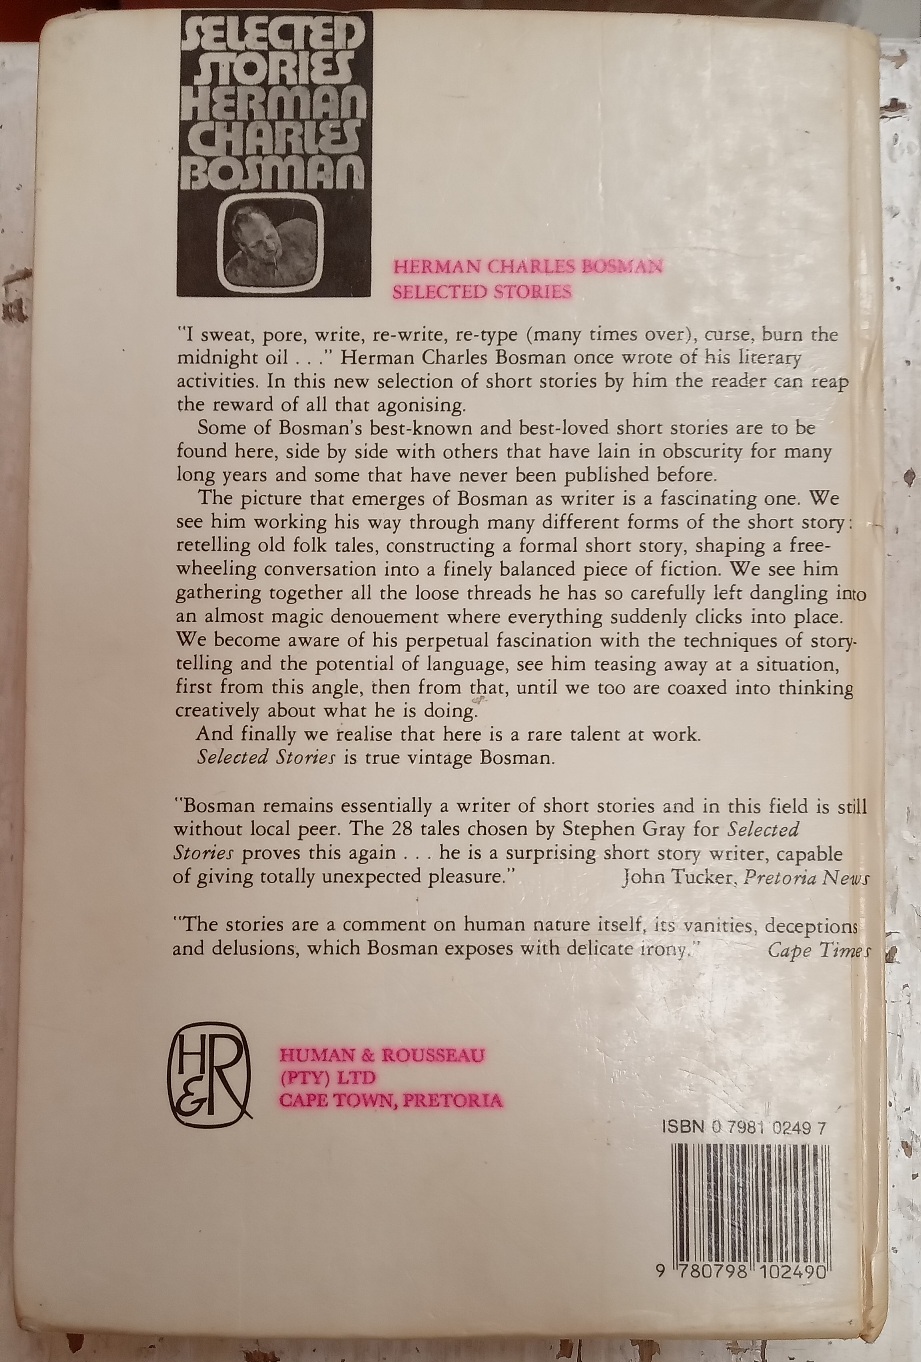 SELECTED
STORIES
HERMAN
CHARLES
BOSMAN
HERMAN CHARLES BOSMAN
SELECTED STORIES
"I sweat, pore, write, re-write, re-type (many times over), curse, burn the
midnight oil . . ." Herman Charles Bosman once wrote of his literary
activities. In this new selection of short stories by him the reader can reap
the reward of all that agonising.
Some of Bosman's best-known and best-loved short stories are to be
found here, side by side with others that have lain in obscurity for many
long years and some that have never been published before.
The picture that emerges of Bosman as writer is a fascinating one. We
see him working his way through many different forms of the short story:
retelling old folk tales, constructing a formal short story, shaping a free-
wheeling conversation into a finely balanced piece of fiction. We see him
gathering together all the loose threads he has so carefully left dangling into
an almost magic denouement where everything suddenly clicks into place.
We become aware of his perpetual fascination with the techniques of story-
telling and the potential of language, see him teasing away at a situation,
first from this angle, then from that, until we too are coaxed into thinking
creatively about what he is doing.
And finally we realise that here is a rare talent at work.
Selected Stories is true vintage Bosman.
"Bosman remains essentially a writer of short stories and in this field is still
without local peer. The 28 tales chosen by Stephen Gray for Selected
Stories proves this again . . . he is a surprising short story writer, capable
of giving totally unexpected pleasure." John Tucker, Pretoria News
"The stories are a comment on human nature itself, its vanities, deceptions
and delusions, which Bosman exposes with delicate irony." Cape Times
H&R
HUMAN & ROUSSEAU
(PTY) LTD
CAPE TOWN, PRETORIA
ISBN 0 7981 0249 7
9 780798 102490